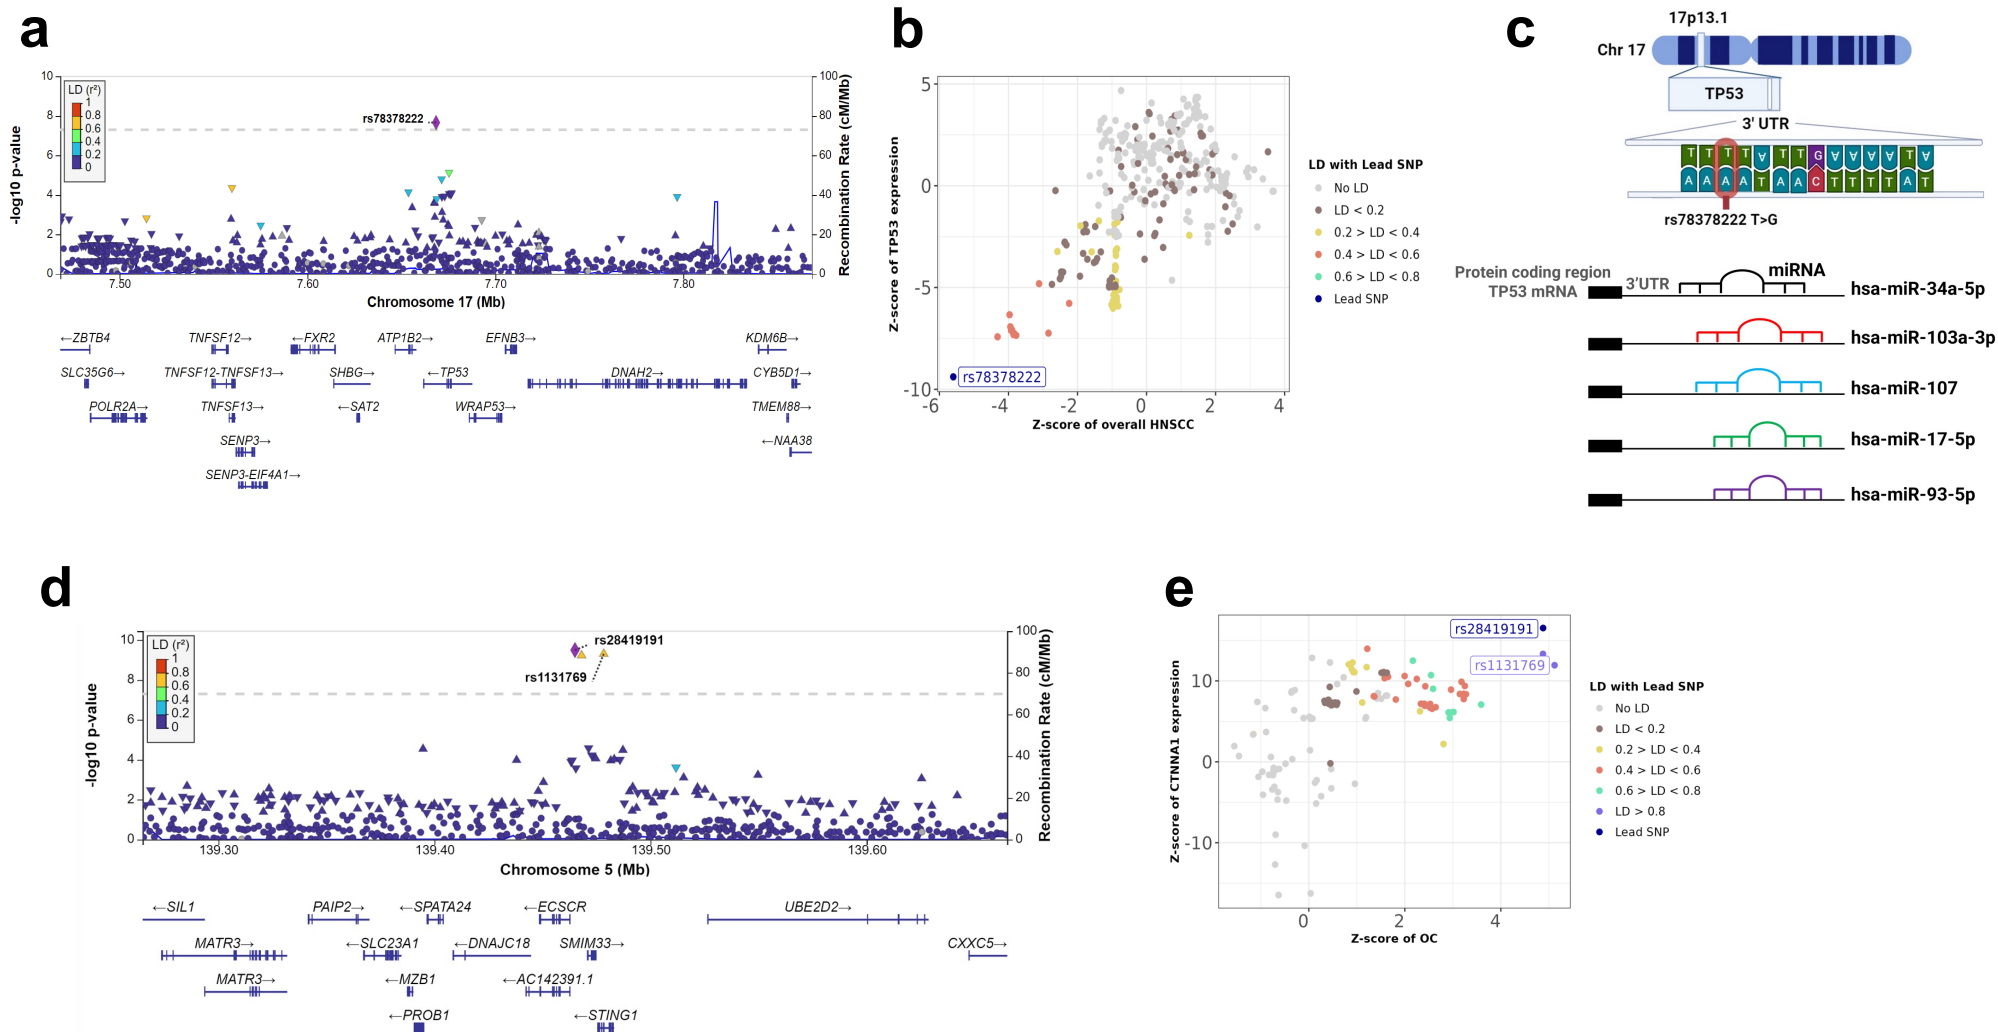 a
10
8
6
4
2
0
-log10 p-value
LD (r²)
1
0.8
0.6
0.4
0.2
0
rs78378222
100
80
60
40
20
0
Recombination Rate (cM/Mb)
7.50
7.60
7.70
7.80
Chromosome 17 (Mb)
←ZBTB4
TNFSF12→
←FXR2
ATP1B2→
EFNB3→
KDM6B→
SLC35G6→
TNFSF12-TNFSF13→
SHBG→
←TP53
DNAH2→
CYB5D1→
POLR2A→
TNFSF13→
←SAT2
WRAP53→
TMEM88→
SENP3→
←NAA38
SENP3-EIF4A1→
b
5
0
-5
-10
Z-score of TP53 expression
rs78378222
-6
-4
-2
0
2
4
Z-score of overall HNSCC
LD with Lead SNP
No LD
LD < 0.2
0.2 > LD < 0.4
0.4 > LD < 0.6
0.6 > LD < 0.8
Lead SNP
c
17p13.1
Chr 17
TP53
3' UTR
T T T T A T T G A A A A T A
A A A T A A C T T T T A T
rs78378222 T>G
Protein coding region
TP53 mRNA
3'UTR
miRNA
hsa-miR-34a-5p
hsa-miR-103a-3p
hsa-miR-107
hsa-miR-17-5p
hsa-miR-93-5p
d
10
8
6
4
2
0
-log10 p-value
LD (r²)
1
0.8
0.6
0.4
0.2
0
rs28419191
rs1131769
100
80
60
40
20
0
Recombination Rate (cM/Mb)
139.30
139.40
139.50
139.60
Chromosome 5 (Mb)
←SIL1
PAIP2→
←SPATA24
←ECSCR
UBE2D2→
MATR3→
←SLC23A1
←DNAJC18
SMIM33→
CXXC5→
MATR3→
←MZB1
←AC142391.1
←PROB1
←STING1
e
10
0
-10
Z-score of CTNNA1 expression
rs28419191
rs1131769
0
2
4
Z-score of OC
LD with Lead SNP
No LD
LD < 0.2
0.2 > LD < 0.4
0.4 > LD < 0.6
0.6 > LD < 0.8
LD > 0.8
Lead SNP